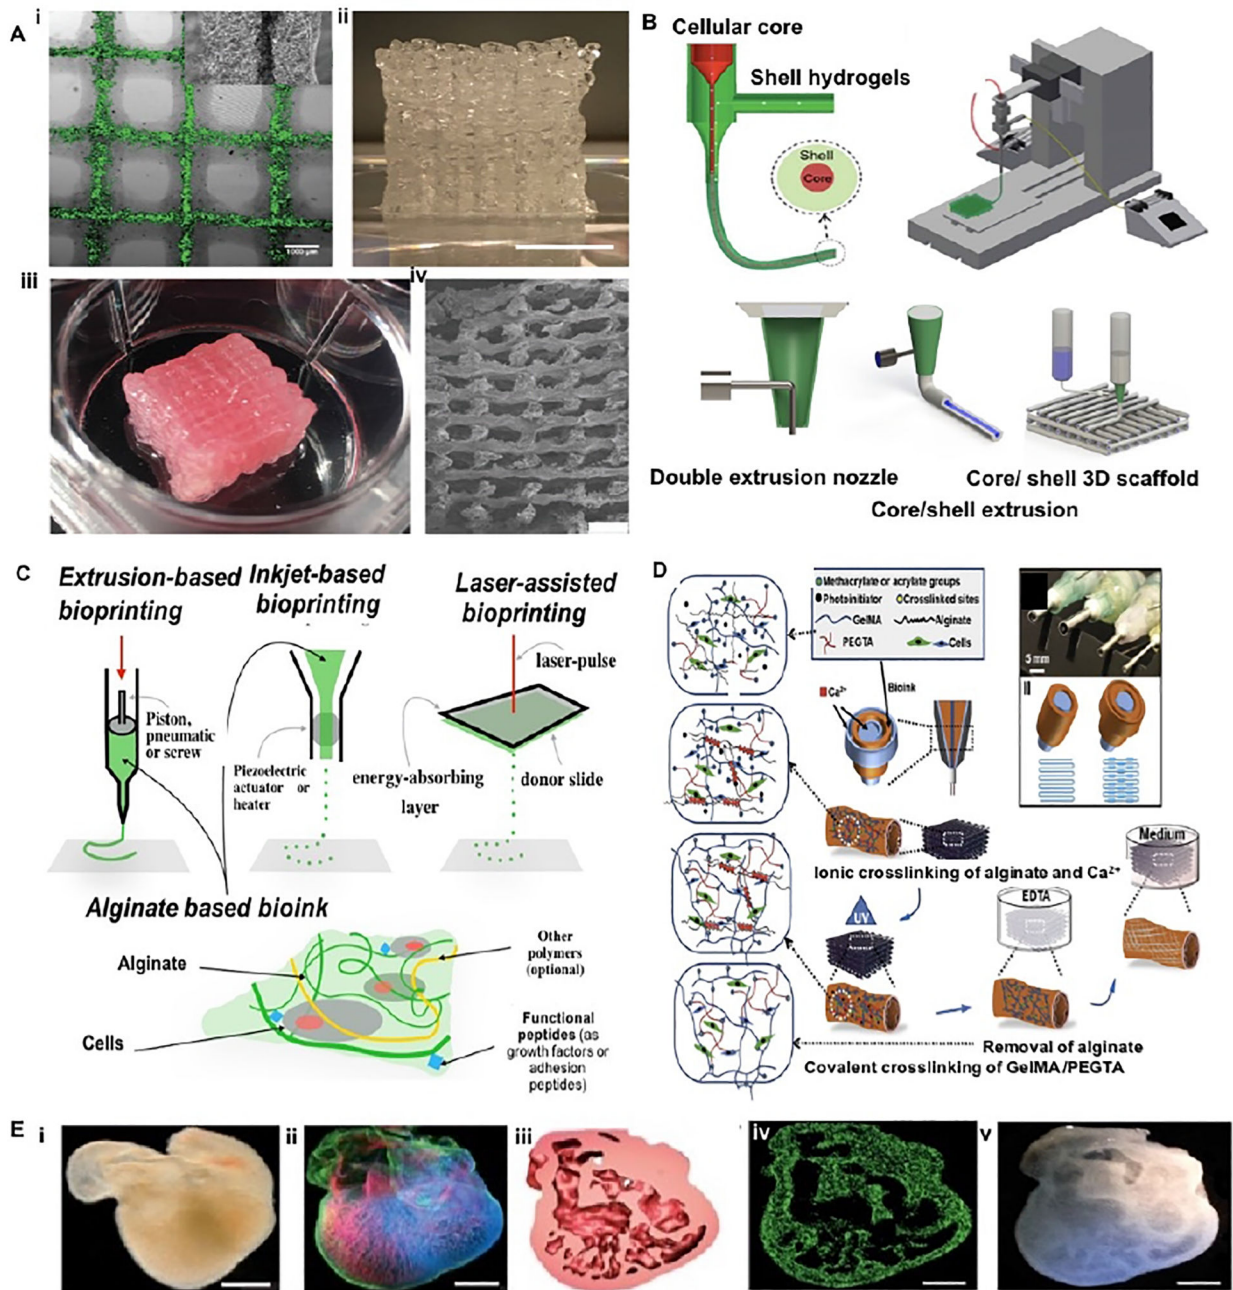 A
i
1000 μm
ii
iii
iv
B
Cellular core
Shell hydrogels
Shell
Core
Double extrusion nozzle
Core/shell extrusion
Core/ shell 3D scaffold
C
Extrusion-based
bioprinting
Inkjet-based
bioprinting
Laser-assisted
bioprinting
laser-pulse
Piston,
pneumatic
or screw
Piezoelectric
actuator or
heater
energy-absorbing
layer
donor slide
Alginate based bioink
Alginate
Cells
Other
polymers
(optional)
Functional
peptides (as
growth factors or
adhesion
peptides)
D
Methacrylate or acrylate groups
Photoinitiator
Crosslinked sites
GelMA
Alginate
PEGTA
Cells
Ca²⁺
Bioink
5 mm
II
Ionic crosslinking of alginate and Ca²⁺
UV
EDTA
Medium
Removal of alginate
Covalent crosslinking of GelMA/PEGTA
E
i
ii
iii
iv
v